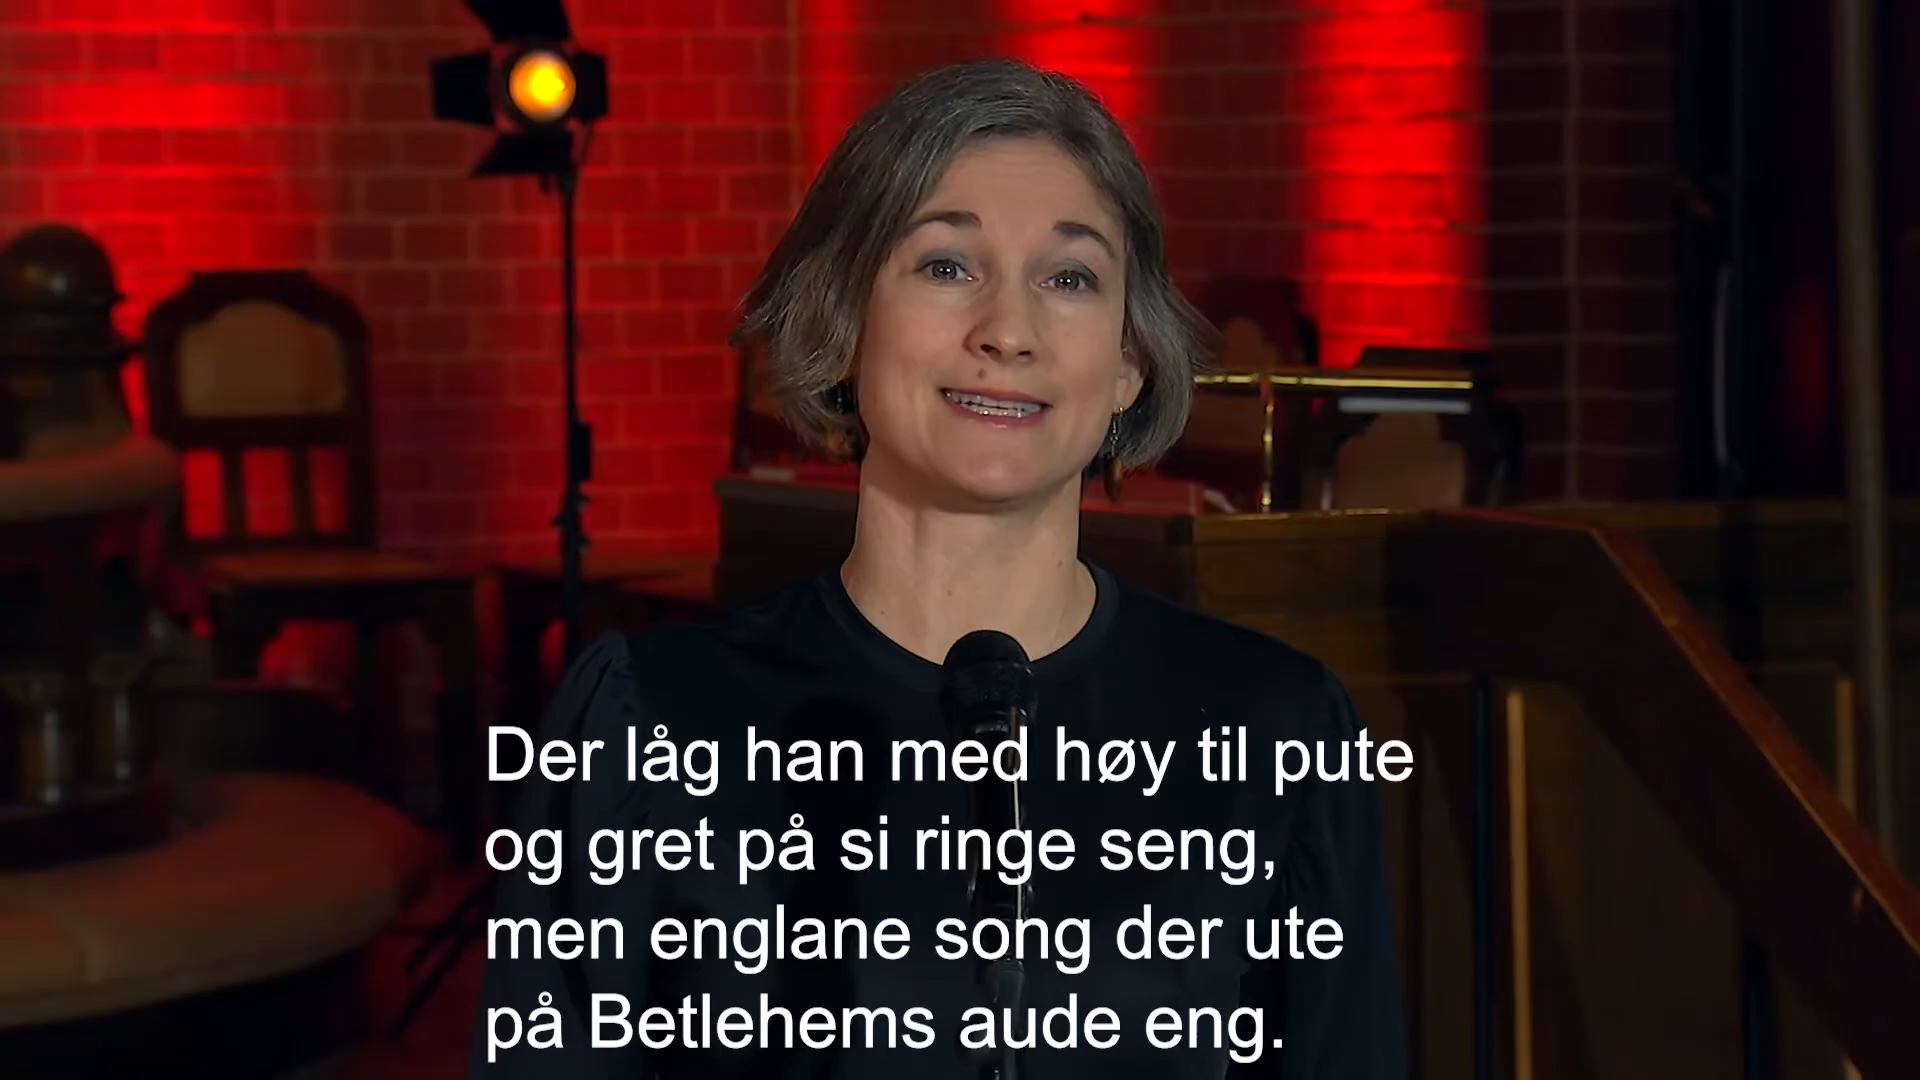 Der låg han med høy til pute
og gret på si ringe seng,
men englane song der ute
på Betlehems aude eng.